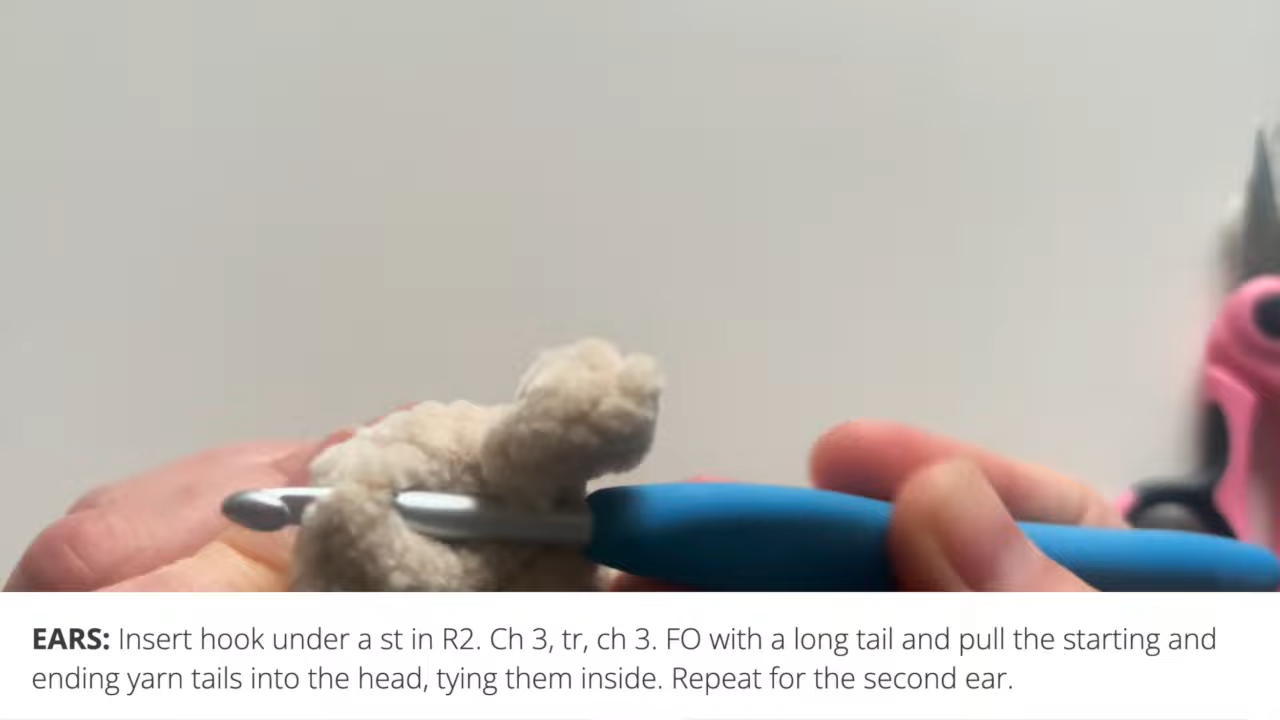 EARS: Insert hook under a st in R2. Ch 3, tr, ch 3. FO with a long tail and pull the starting and
ending yarn tails into the head, tying them inside. Repeat for the second ear.